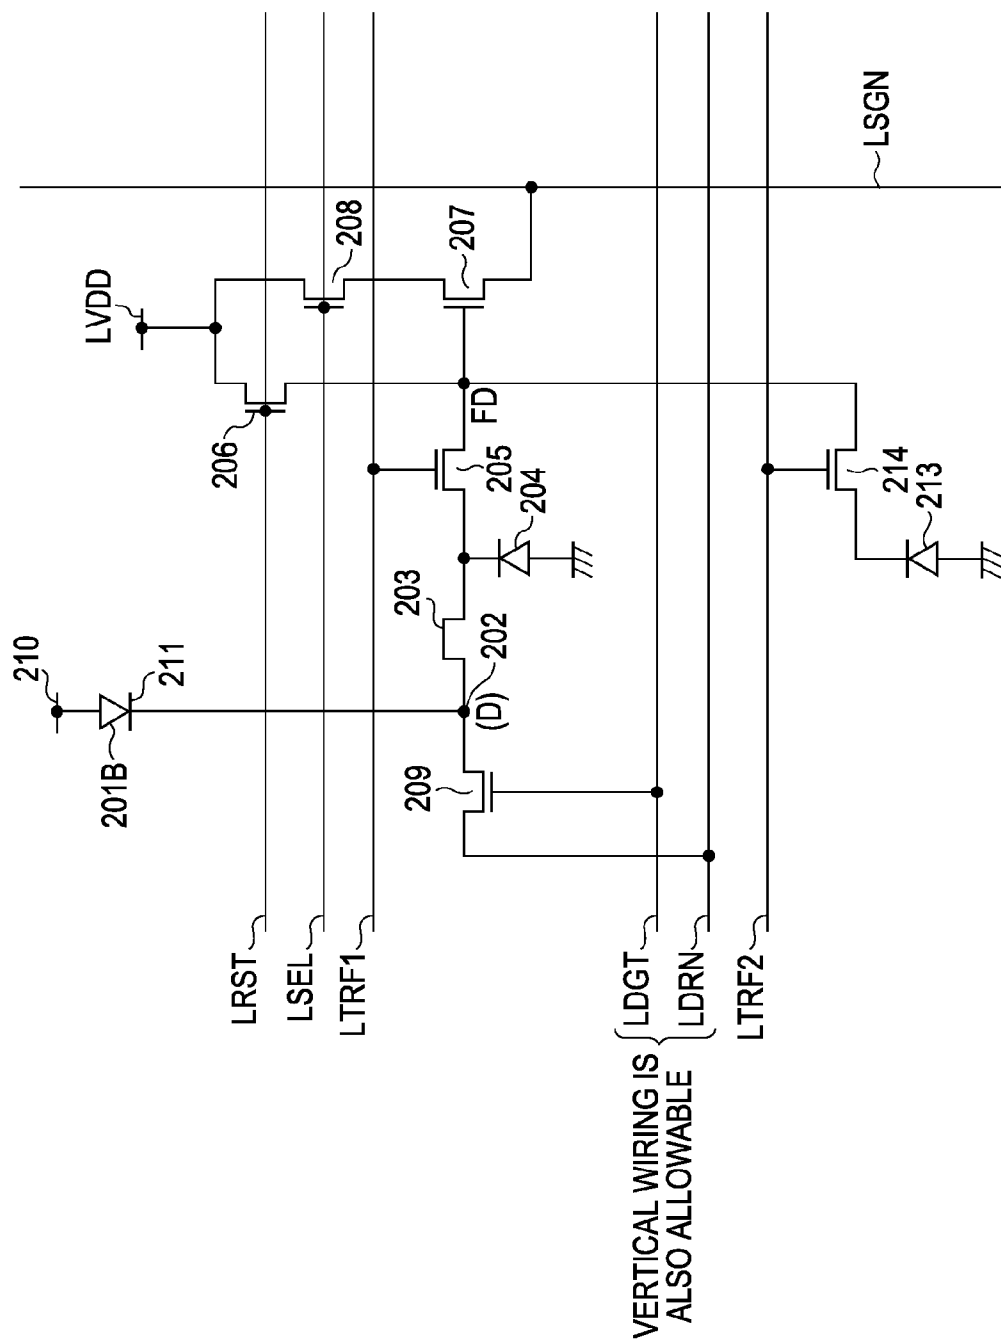 LSGN
LVDD
208
207
206
FD
205
204
214
213
203
202
(D)
210
211
201B
209
LRST
LSEL
LTRF1
LDGT
LDRN
LTRF2
VERTICAL WIRING IS
ALSO ALLOWABLE